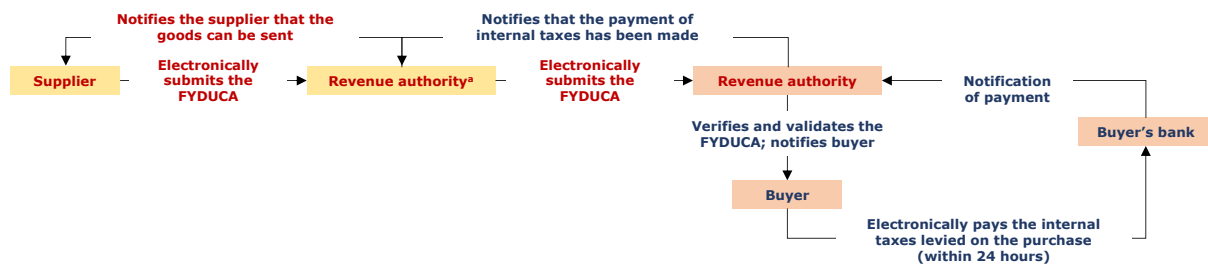 Notifies the supplier that the
goods can be sent
Notifies that the payment of
internal taxes has been made
Supplier
Electronically
submits the
FYDUCA
Revenue authorityᵃ
Electronically
submits the
FYDUCA
Revenue authority
Notification
of payment
Verifies and validates the
FYDUCA; notifies buyer
Buyer's bank
Buyer
Electronically pays the internal
taxes levied on the purchase
(within 24 hours)